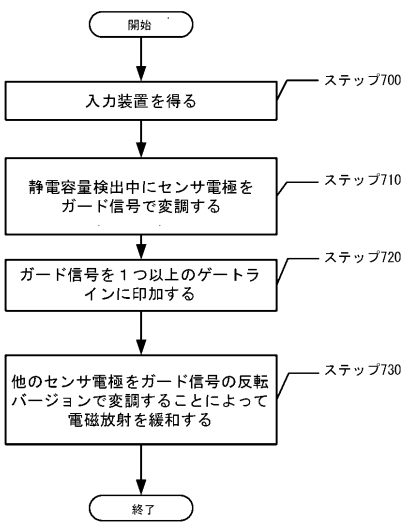 開始
入力装置を得る
ステップ700
静電容量検出中にセンサ電極を
ガード信号で変調する
ステップ710
ガード信号を１つ以上のゲートラ
インに印加する
ステップ720
他のセンサ電極をガード信号の反転
バージョンで変調することによって
電磁放射を緩和する
ステップ730
終了